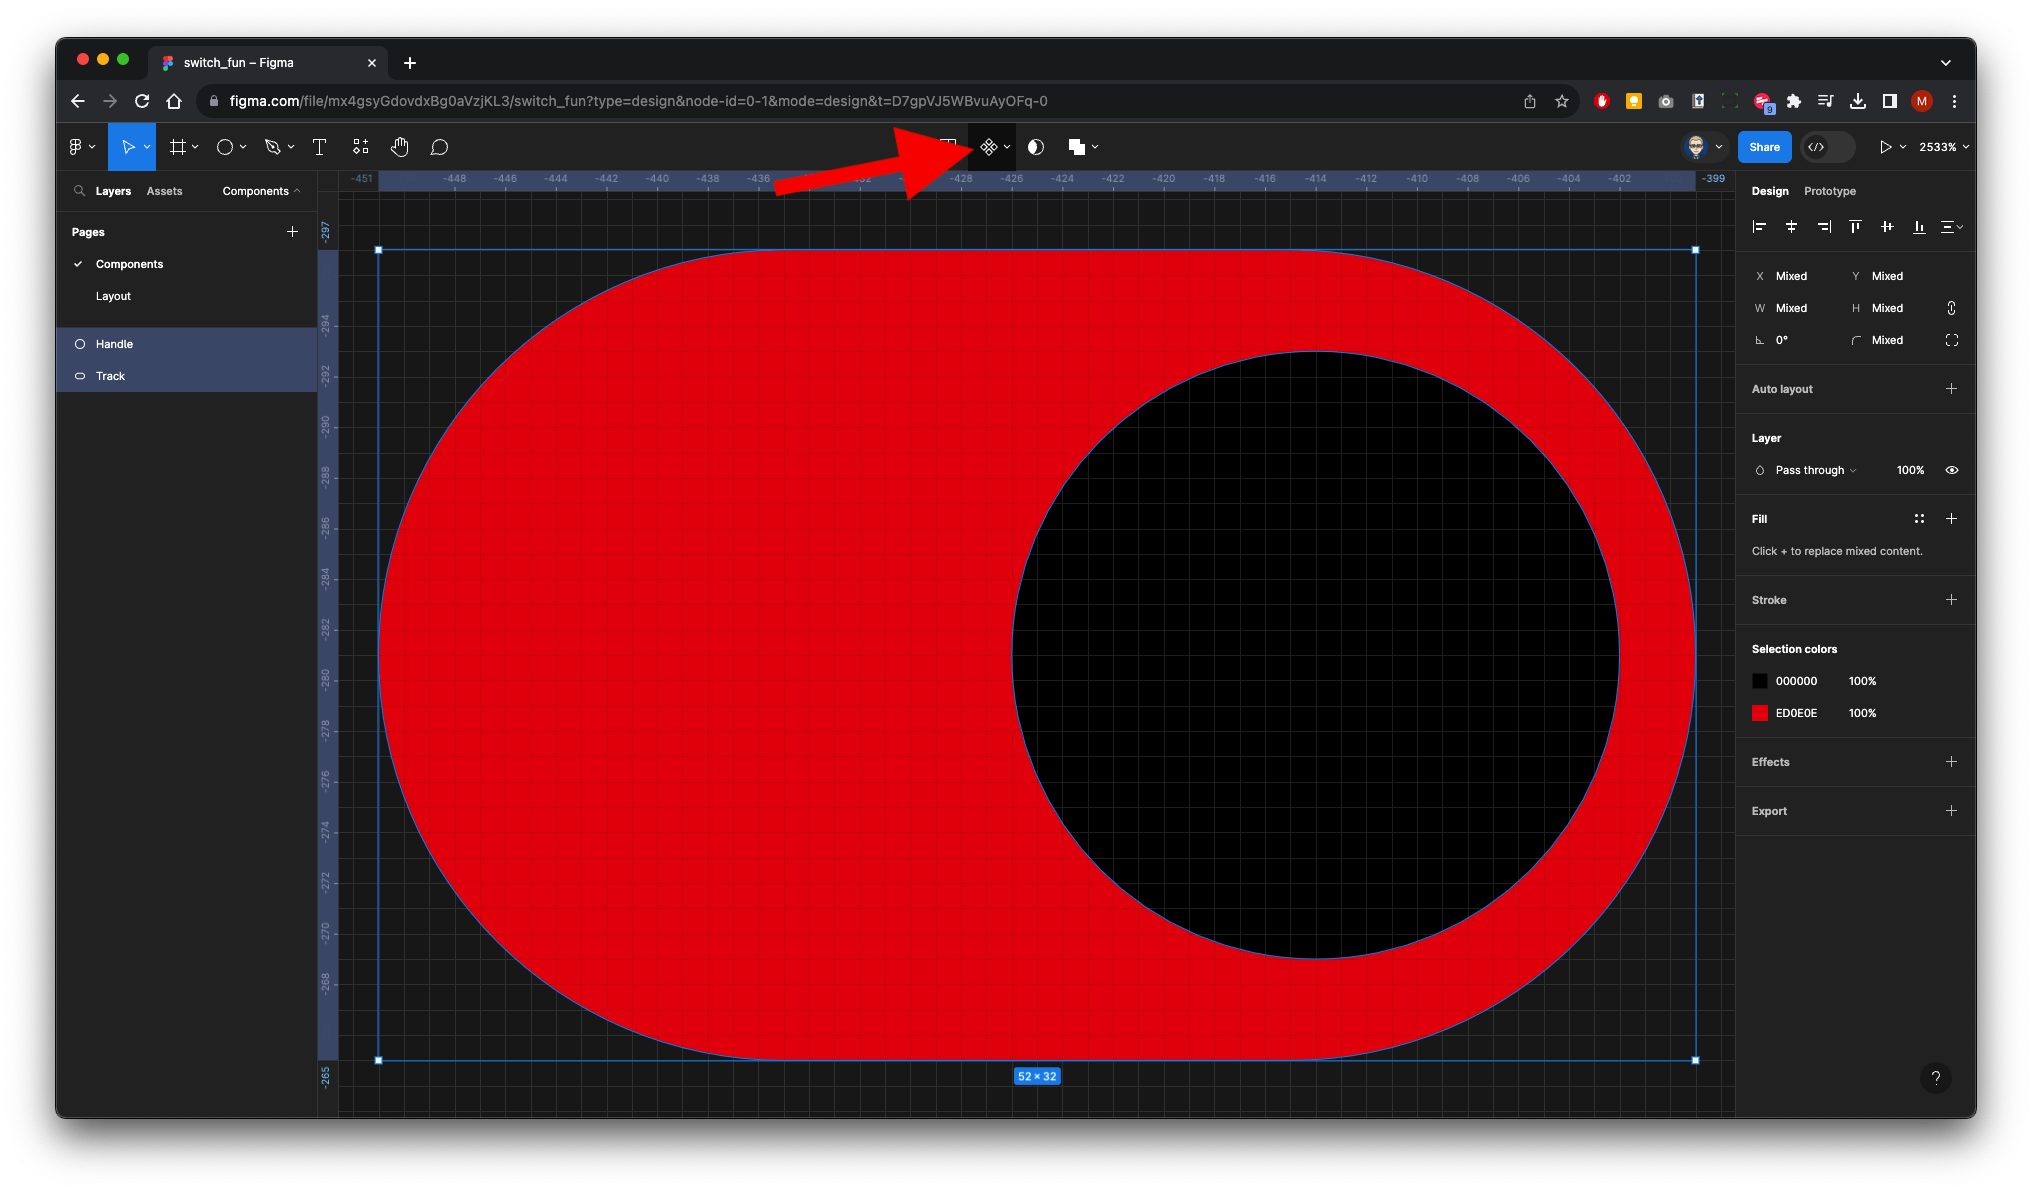 switch_fun – Figma
figma.com/file/mx4gsyGdovdxBg0aVzjKL3/switch_fun?type=design&node-id=0-1&mode=design&t=D7gpVJ5WBvuAyOFq-0
9
M
Share
2533%
Layers Assets Components
-451 -448 -446 -444 -442 -440 -438 -436 -428 -426 -424 -422 -420 -418 -416 -414 -412 -410 -408 -406 -404 -402 -399
Design Prototype
Pages
Components
Layout
Handle
Track
-297
-294
-292
-290
-288
-286
-284
-282
-280
-278
-276
-274
-272
-270
-268
-265
52 × 32
X Mixed Y Mixed
W Mixed H Mixed
0° Mixed
Auto layout
Layer
Pass through 100%
Fill
Click + to replace mixed content.
Stroke
Selection colors
000000 100%
ED0E0E 100%
Effects
Export
?